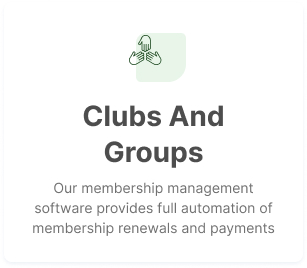 Clubs And
Groups
Our membership management
software provides full automation of
membership renewals and payments